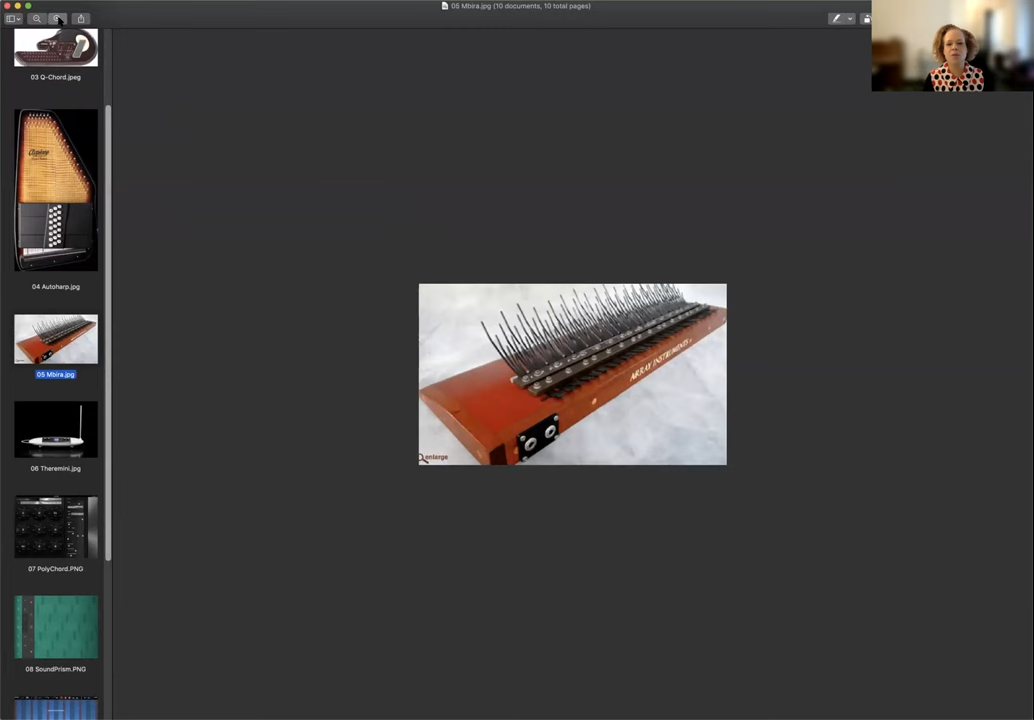 05 Mbira.jpg (10 documents, 10 total pages)
03 Q-Chord.jpeg
04 Autoharp.jpg
05 Mbira.jpg
06 Theremini.jpg
07 PolyChord.PNG
08 SoundPrism.PNG
ARRAY INSTRUMENTS
enlarge